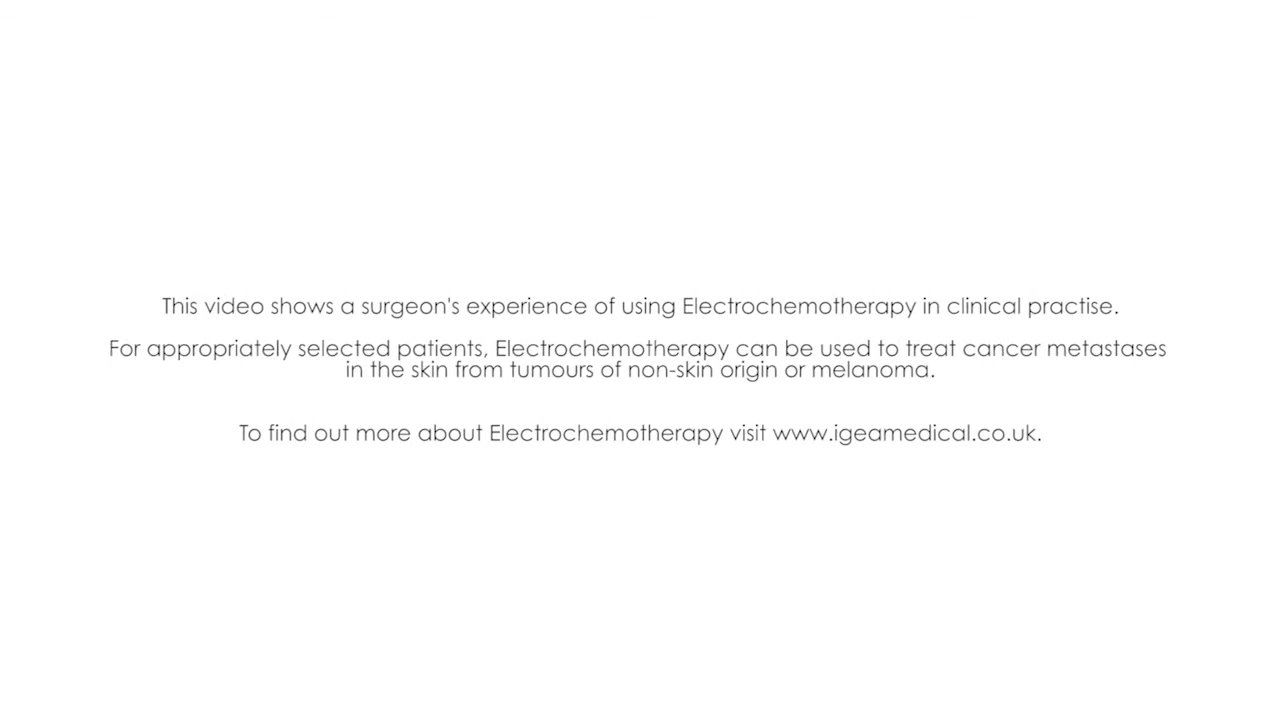 This video shows a surgeon's experience of using Electrochemotherapy in clinical practise.
For appropriately selected patients, Electrochemotherapy can be used to treat cancer metastases
in the skin from tumours of non-skin origin or melanoma.
To find out more about Electrochemotherapy visit www.igeamedical.co.uk.